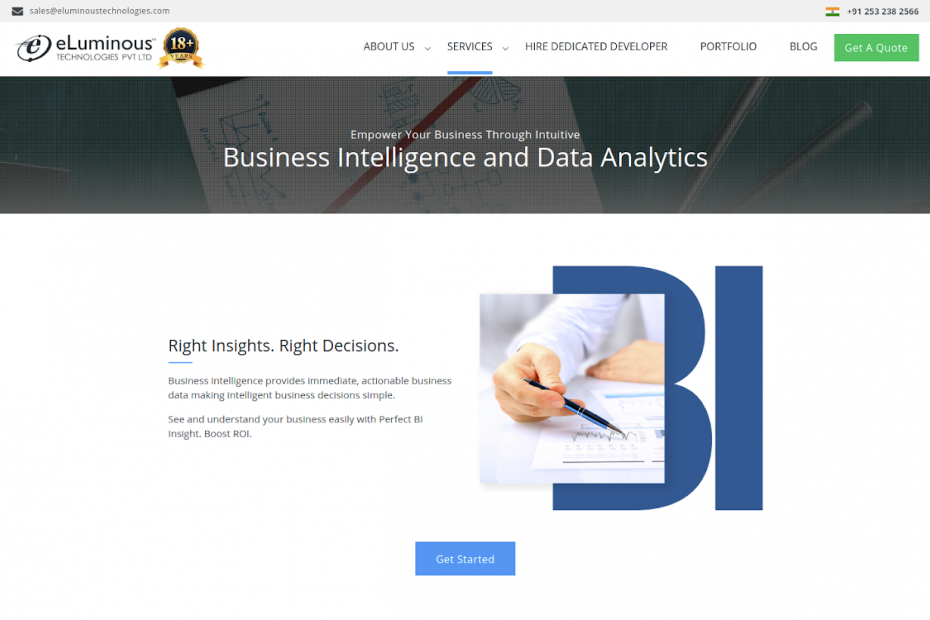 sales@eluminoustechnologies.com
+91 253 238 2566
eLuminous™
TECHNOLOGIES PVT LTD
18+
YEARS
ABOUT US
SERVICES
HIRE DEDICATED DEVELOPER
PORTFOLIO
BLOG
Get A Quote
Empower Your Business Through Intuitive
Business Intelligence and Data Analytics
Right Insights. Right Decisions.
Business intelligence provides immediate, actionable business
data making intelligent business decisions simple.
See and understand your business easily with Perfect BI
Insight. Boost ROI.
BI
Get Started